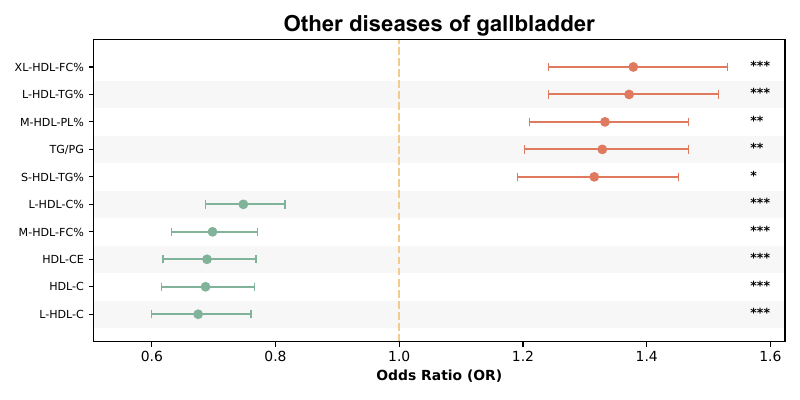 Other diseases of gallbladder
XL-HDL-FC% ***
L-HDL-TG% ***
M-HDL-PL% **
TG/PG **
S-HDL-TG% *
L-HDL-C% ***
M-HDL-FC% ***
HDL-CE ***
HDL-C ***
L-HDL-C ***
0.6 0.8 1.0 1.2 1.4 1.6
Odds Ratio (OR)